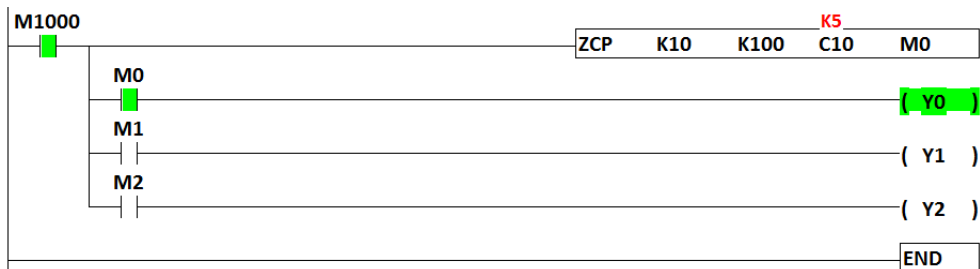 M1000
K5
ZCP K10 K100 C10 M0
M0
( Y0 )
M1
( Y1 )
M2
( Y2 )
END